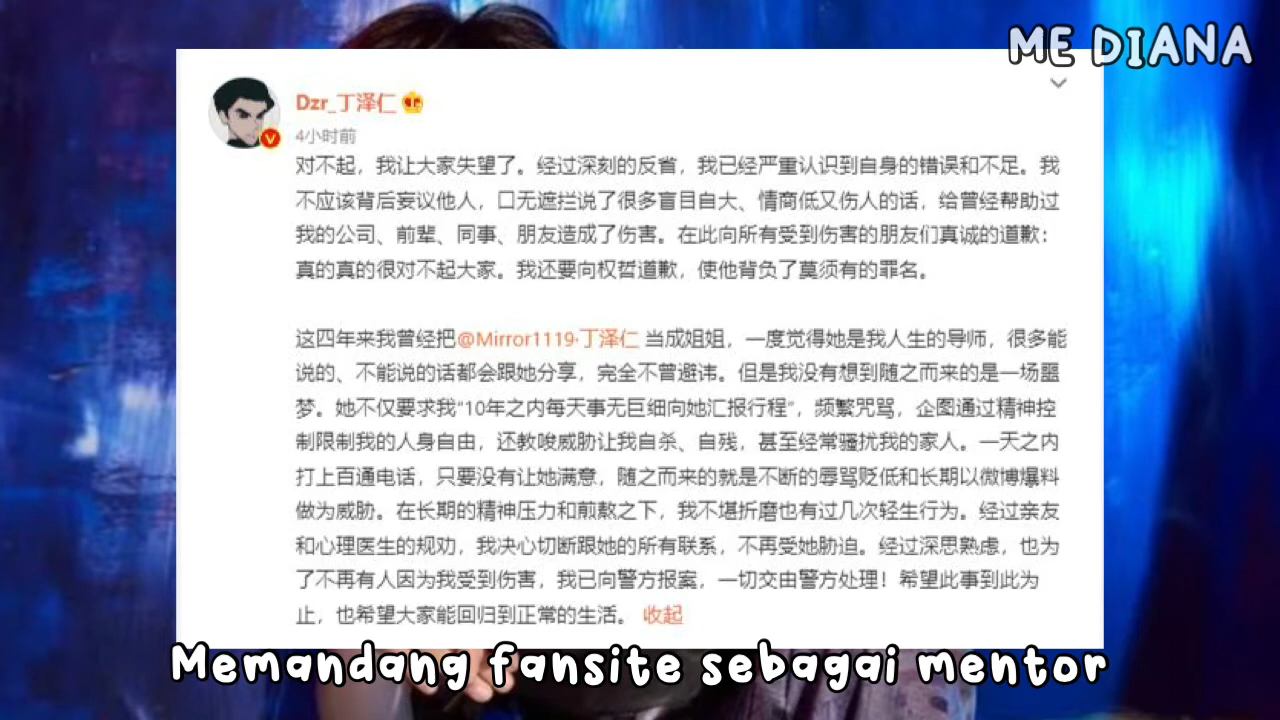 ME DIANA
Dzr_丁泽仁
4小时前
对不起，我让大家失望了。经过深刻的反省，我已经严重认识到自身的错误和不足。我
不应该背后妄议他人，口无遮拦说了很多盲目自大、情商低又伤人的话，给曾经帮助过
我的公司、前辈、同事、朋友造成了伤害。在此向所有受到伤害的朋友们真诚的道歉：
真的真的很对不起大家。我还要向权哲道歉，使他背负了莫须有的罪名。
这四年来我曾经把@Mirror1119·丁泽仁 当成姐姐，一度觉得她是我人生的导师，很多能
说的、不能说的话都会跟她分享，完全不曾避讳。但是我没有想到随之而来的是一场噩
梦。她不仅要求我“10年之内每天事无巨细向她汇报行程”，频繁咒骂，企图通过精神控
制限制我的人身自由，还教唆威胁让我自杀、自残，甚至经常骚扰我的家人。一天之内
打上百通电话，只要没有让她满意，随之而来的就是不断的辱骂贬低和长期以微博爆料
做为威胁。在长期的精神压力和煎熬之下，我不堪折磨也有过几次轻生行为。经过亲友
和心理医生的规劝，我决心切断跟她的所有联系，不再受她胁迫。经过深思熟虑，也为
了不再有人因为我受到伤害，我已向警方报案，一切交由警方处理！希望此事到此为
止，也希望大家能回归到正常的生活。 收起
Memandang fansite sebagai mentor